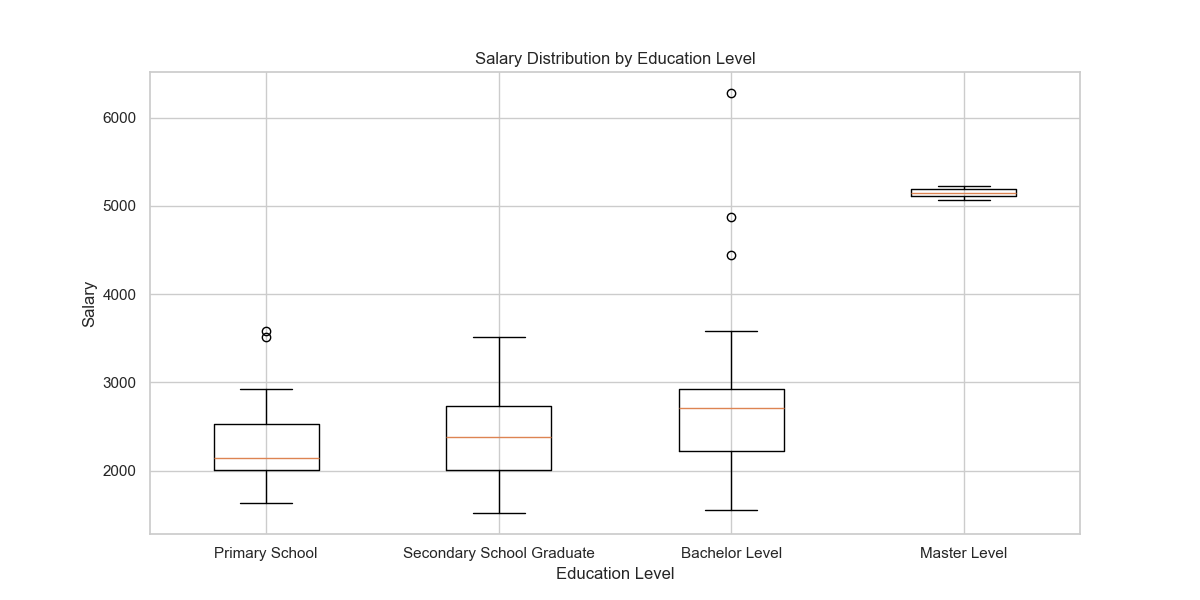 Salary Distribution by Education Level
Salary
6000
5000
4000
3000
2000
Primary School
Secondary School Graduate
Bachelor Level
Master Level
Education Level